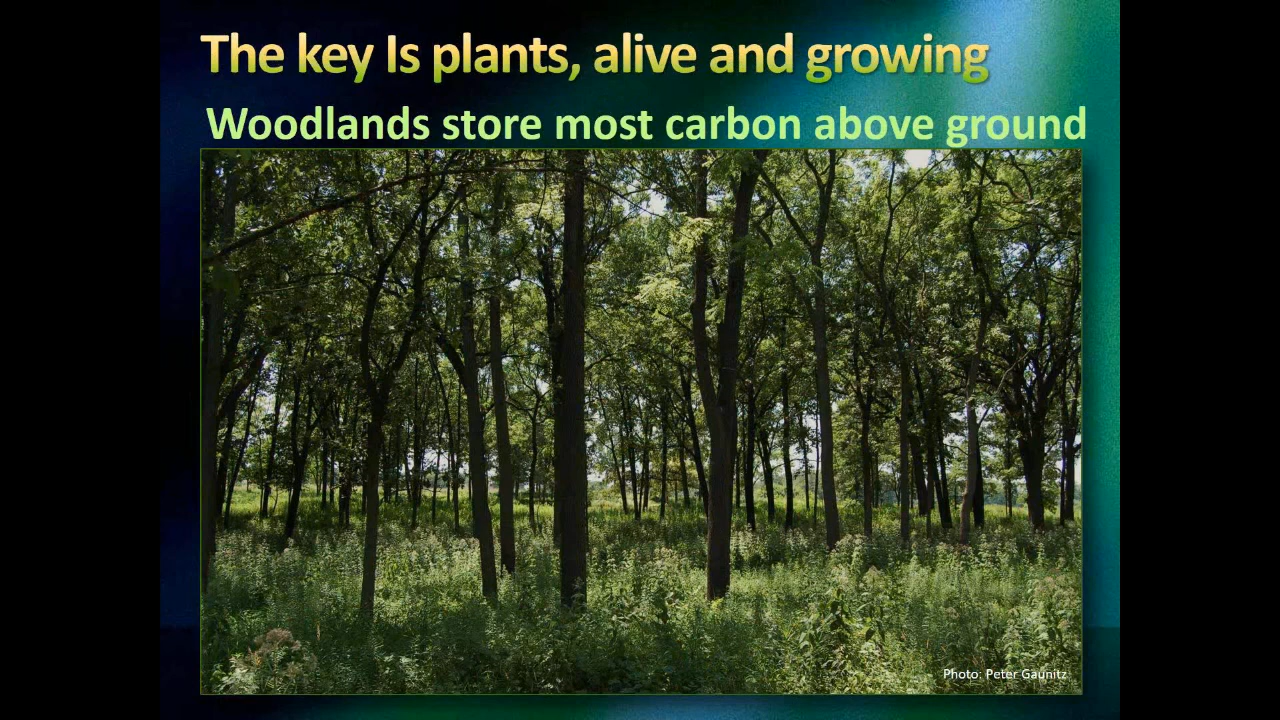 The key Is plants, alive and growing
Woodlands store most carbon above ground
Photo: Peter Gaunitz